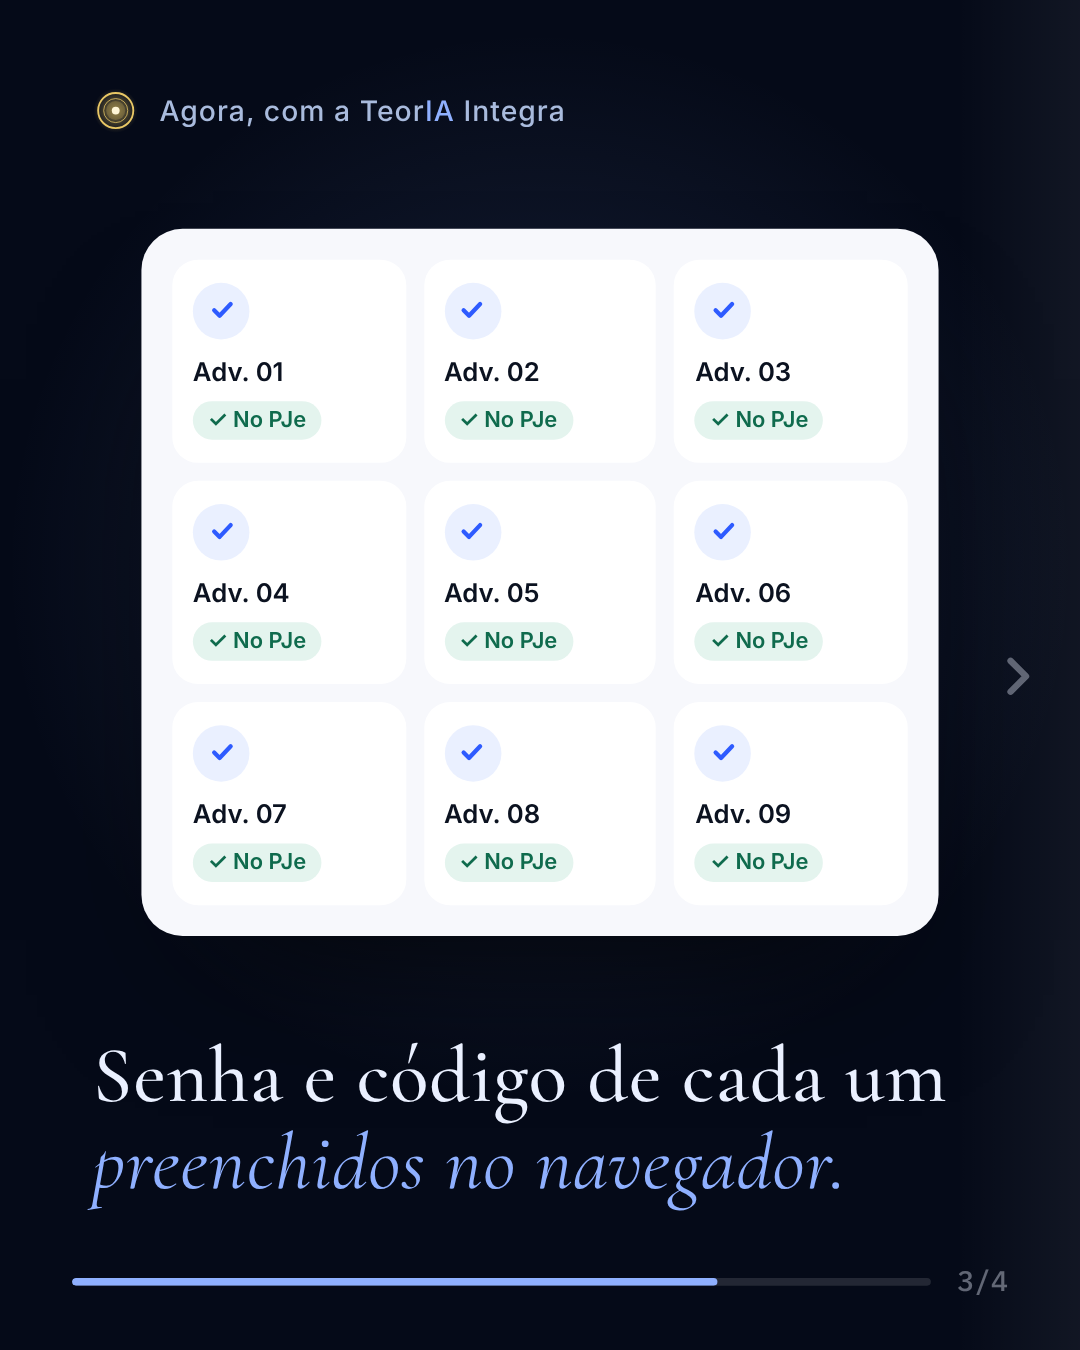 Agora, com a TeorIA Integra
Adv. 01
No PJe
Adv. 02
No PJe
Adv. 03
No PJe
Adv. 04
No PJe
Adv. 05
No PJe
Adv. 06
No PJe
Adv. 07
No PJe
Adv. 08
No PJe
Adv. 09
No PJe
Senha e código de cada um
preenchidos no navegador.
3/4